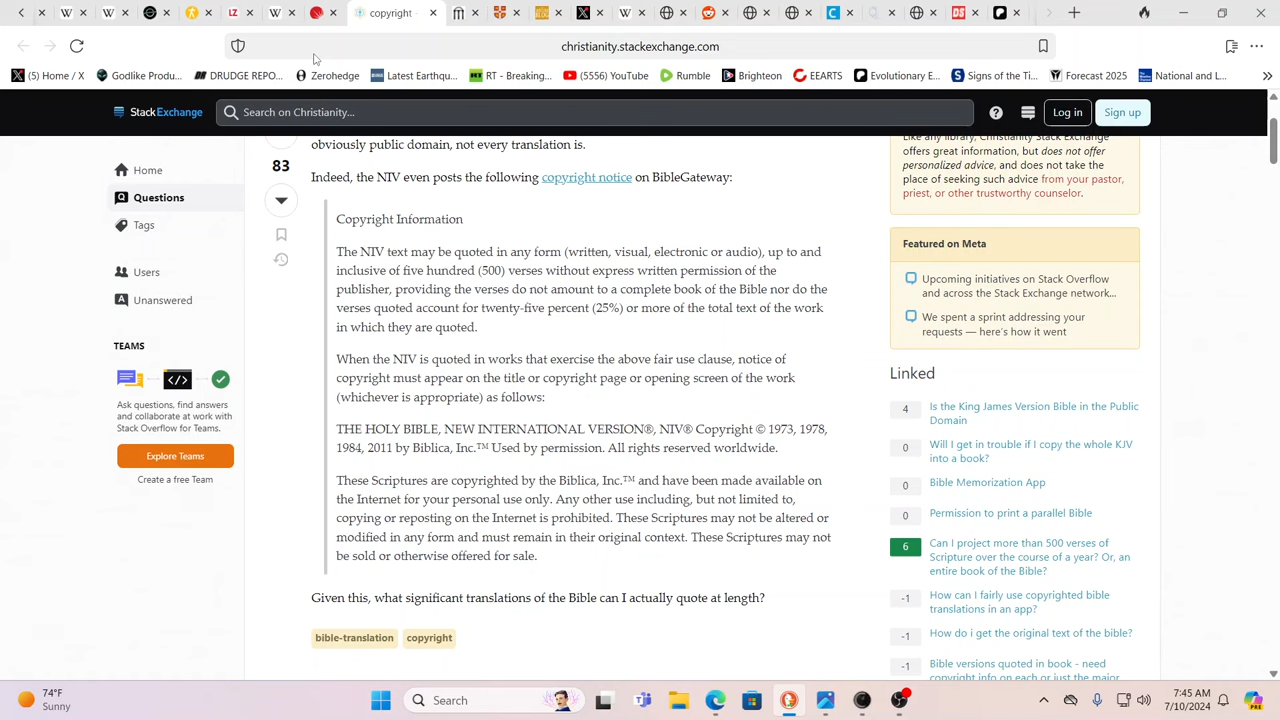 copyright -
christianity.stackexchange.com
(5) Home / X
Godlike Produ...
DRUDGE REPO...
Zerohedge
Latest Earthqu...
RT - Breaking...
(5556) YouTube
Rumble
Brighteon
EEARTS
Evolutionary E...
Signs of the Ti...
Forecast 2025
National and L...
StackExchange
Search on Christianity...
Log in
Sign up
Home
Questions
Tags
Users
Unanswered
TEAMS
Ask questions, find answers
and collaborate at work with
Stack Overflow for Teams.
Explore Teams
Create a free Team
83
obviously public domain, not every translation is.
Indeed, the NIV even posts the following copyright notice on BibleGateway:
Copyright Information
The NIV text may be quoted in any form (written, visual, electronic or audio), up to and
inclusive of five hundred (500) verses without express written permission of the
publisher, providing the verses do not amount to a complete book of the Bible nor do the
verses quoted account for twenty-five percent (25%) or more of the total text of the work
in which they are quoted.
When the NIV is quoted in works that exercise the above fair use clause, notice of
copyright must appear on the title or copyright page or opening screen of the work
(whichever is appropriate) as follows:
THE HOLY BIBLE, NEW INTERNATIONAL VERSION®, NIV® Copyright © 1973, 1978,
1984, 2011 by Biblica, Inc.™ Used by permission. All rights reserved worldwide.
These Scriptures are copyrighted by the Biblica, Inc.™ and have been made available on
the Internet for your personal use only. Any other use including, but not limited to,
copying or reposting on the Internet is prohibited. These Scriptures may not be altered or
modified in any form and must remain in their original context. These Scriptures may not
be sold or otherwise offered for sale.
Given this, what significant translations of the Bible can I actually quote at length?
bible-translation
copyright
Like any library, Christianity Stack Exchange
offers great information, but does not offer
personalized advice, and does not take the
place of seeking such advice from your pastor,
priest, or other trustworthy counselor.
Featured on Meta
Upcoming initiatives on Stack Overflow
and across the Stack Exchange network...
We spent a sprint addressing your
requests — here's how it went
Linked
4 Is the King James Version Bible in the Public
Domain
0 Will I get in trouble if I copy the whole KJV
into a book?
0 Bible Memorization App
0 Permission to print a parallel Bible
6 Can I project more than 500 verses of
Scripture over the course of a year? Or, an
entire book of the Bible?
-1 How can I fairly use copyrighted bible
translations in an app?
-1 How do i get the original text of the bible?
-1 Bible versions quoted in book - need
copyright info on each or just the major
74°F
Sunny
Search
7:45 AM
7/10/2024